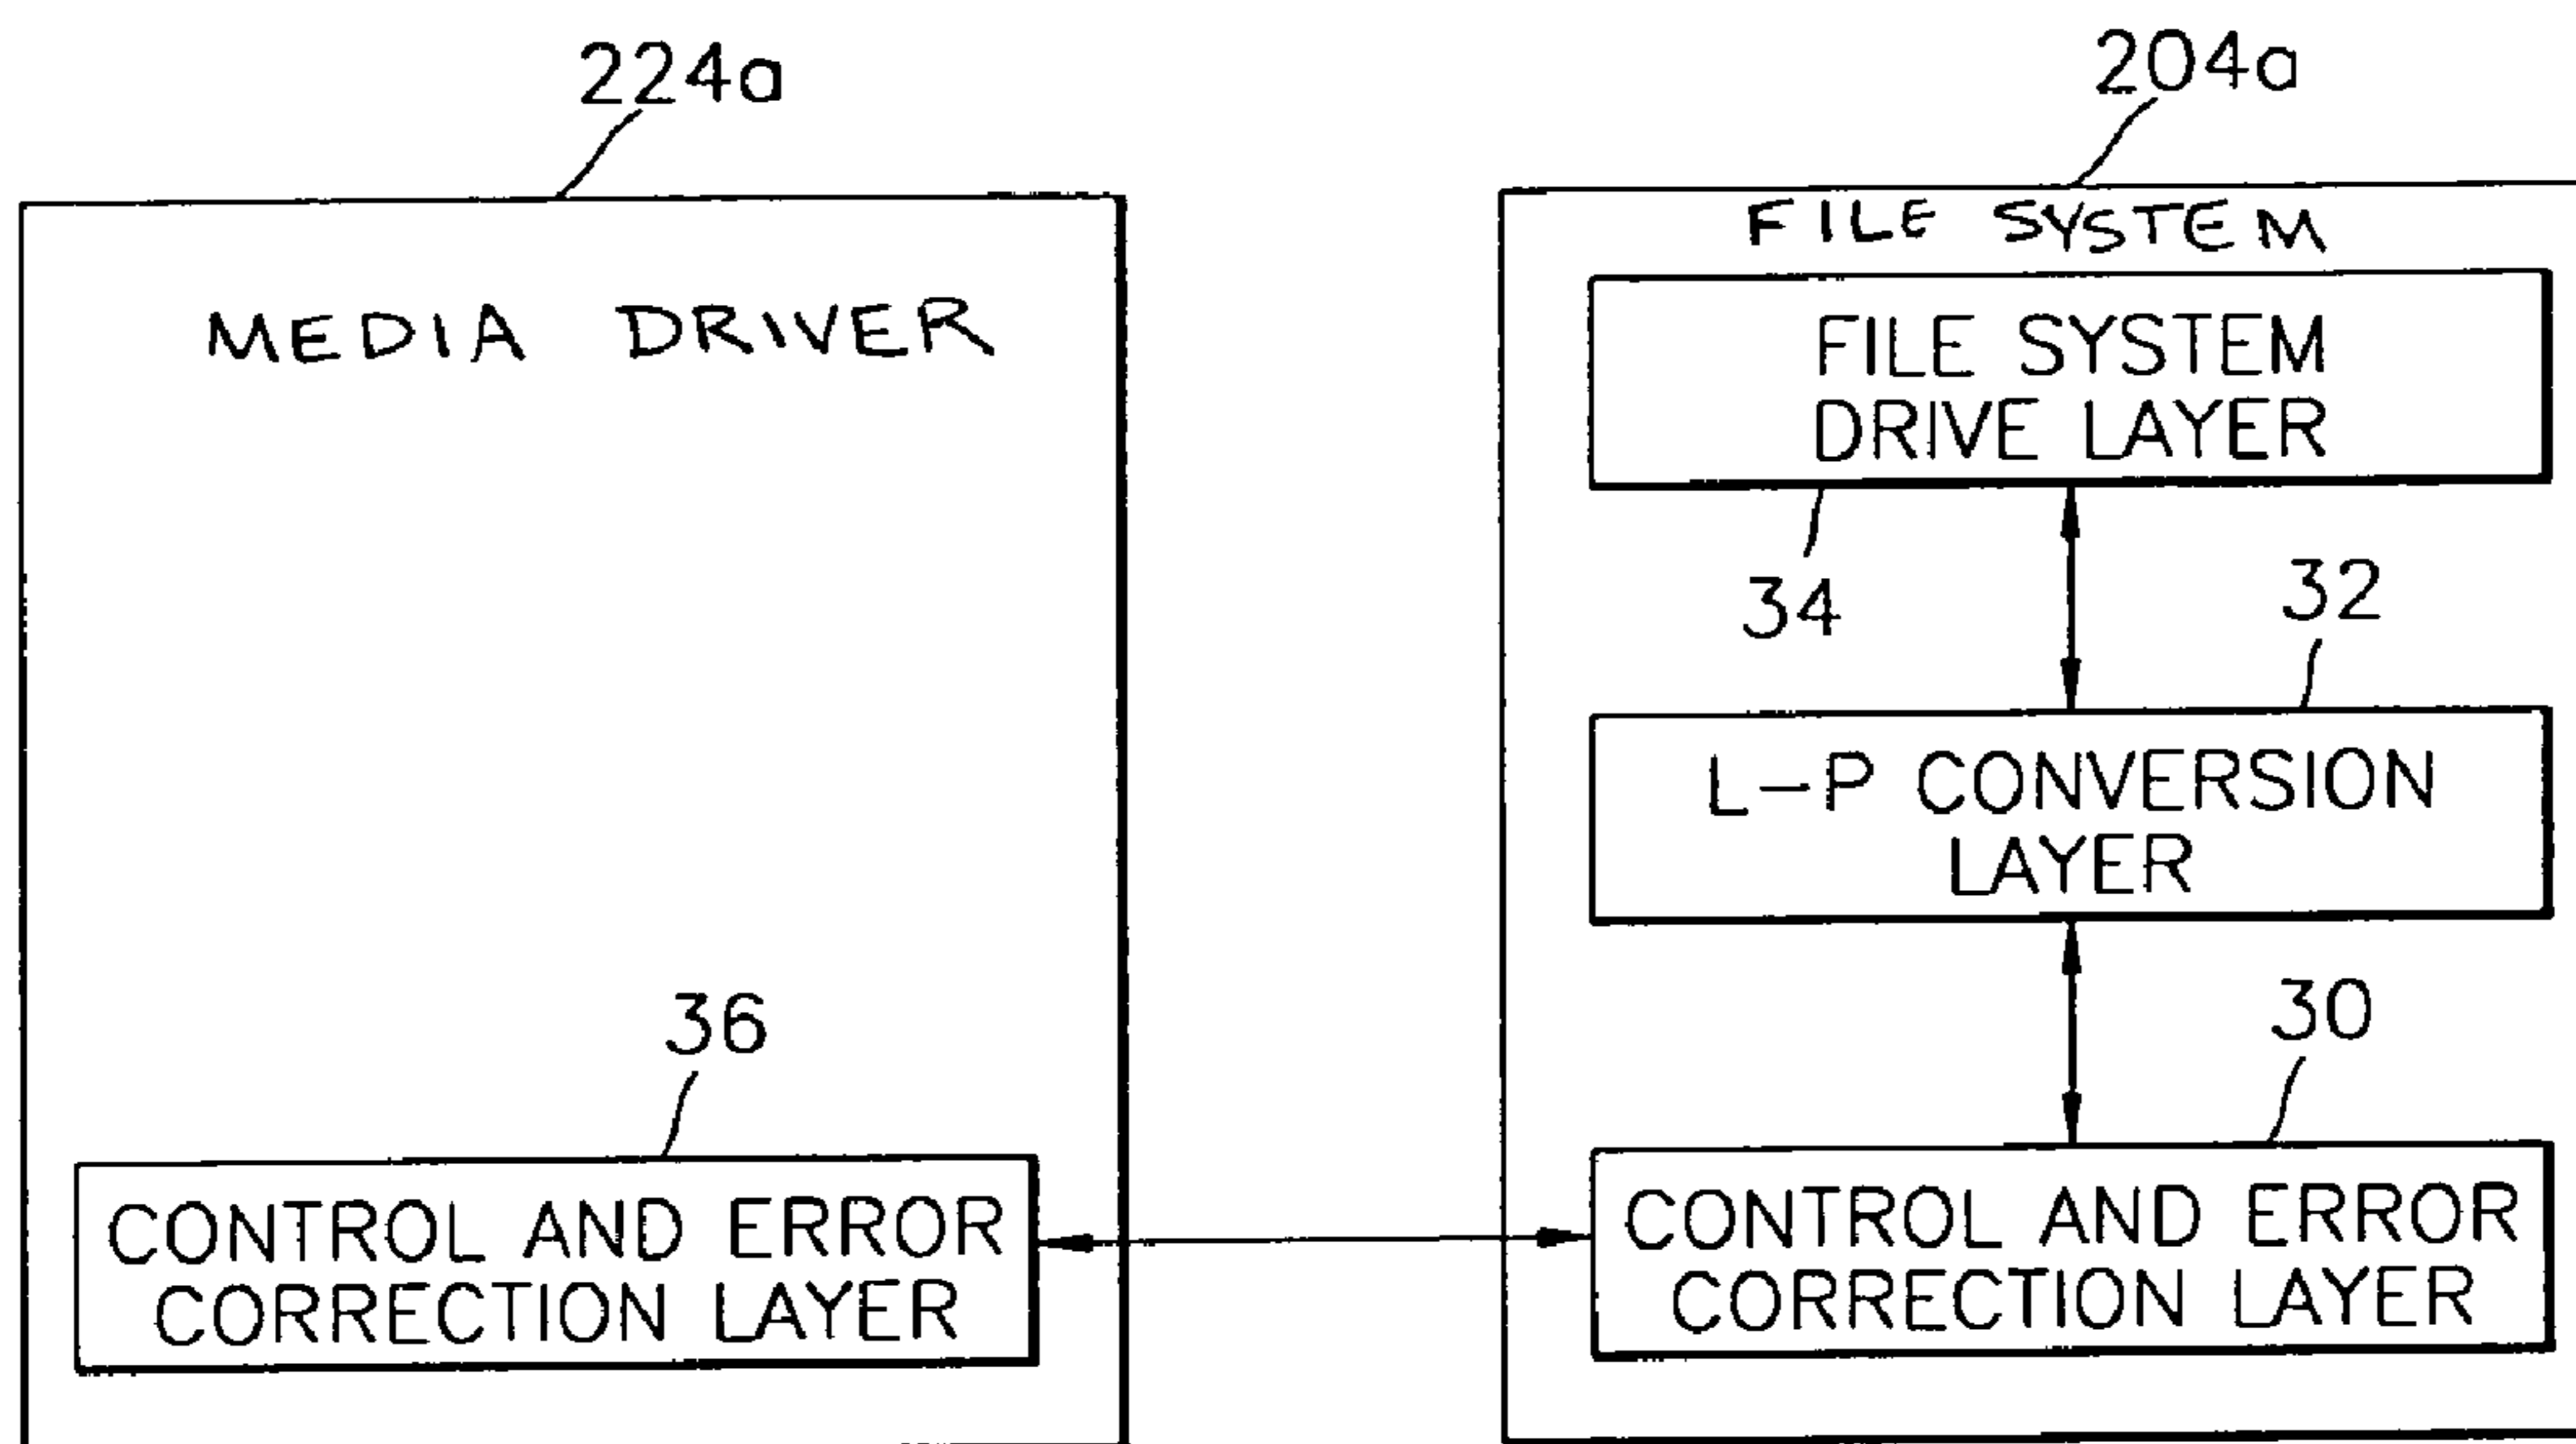 224a
204a
MEDIA DRIVER
FILE SYSTEM
FILE SYSTEM
DRIVE LAYER
34
32
L-P CONVERSION
LAYER
36
30
CONTROL AND ERROR
CORRECTION LAYER
CONTROL AND ERROR
CORRECTION LAYER